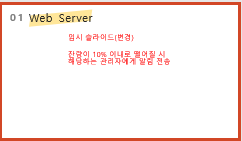 01 Web Server
임시 슬라이드(변경)
잔량이 10% 이내로 떨어질 시
해당하는 관리자에게 알림 전송